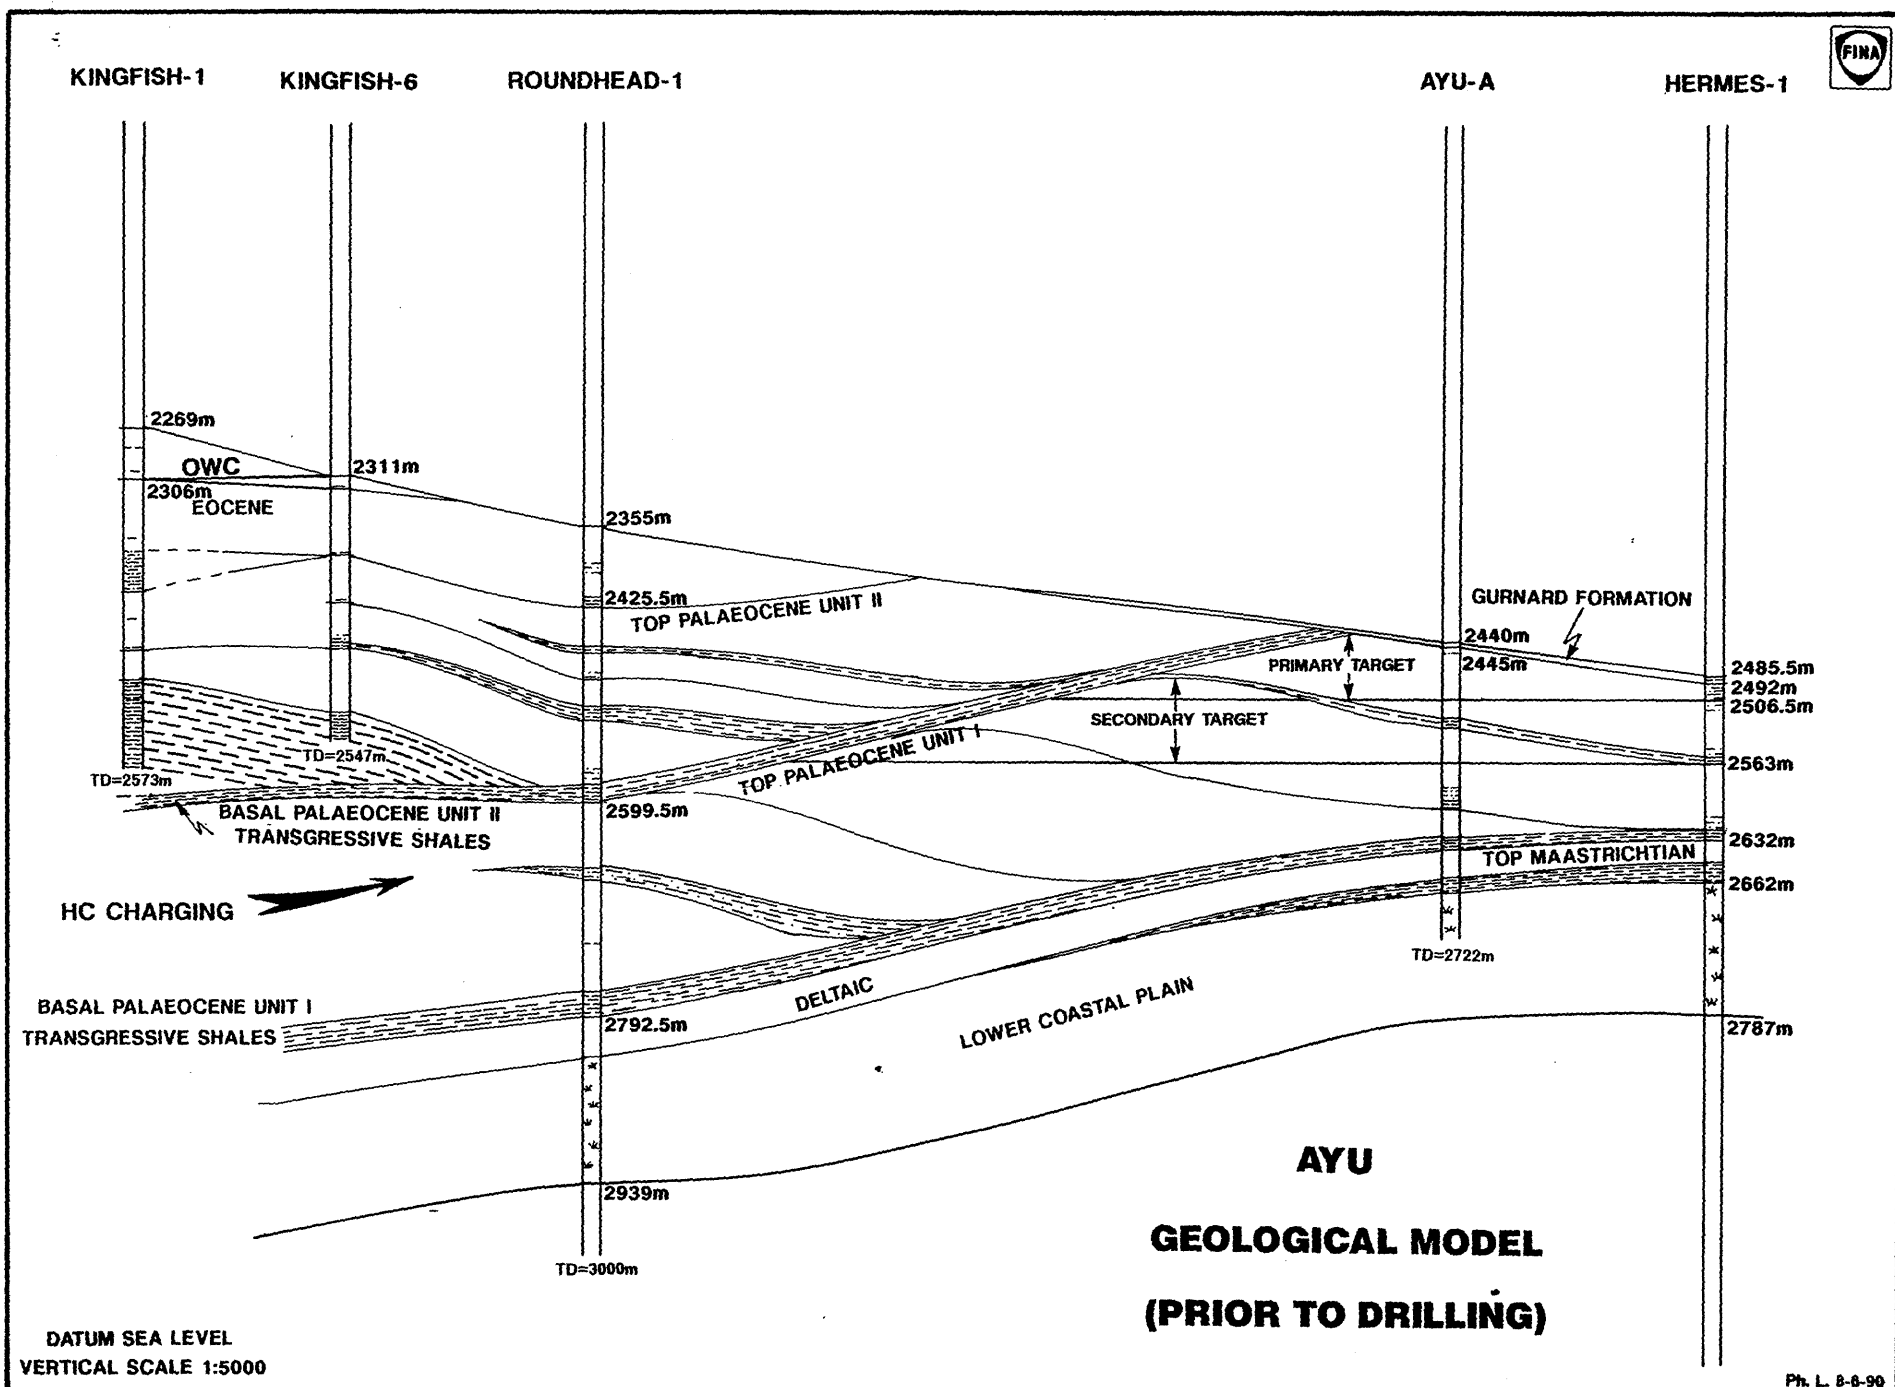 FINA
KINGFISH-1
KINGFISH-6
ROUNDHEAD-1
AYU-A
HERMES-1
2269m
OWC
2311m
2306m
EOCENE
2355m
2425.5m
TOP PALAEOCENE UNIT II
GURNARD FORMATION
2440m
2445m
PRIMARY TARGET
2485.5m
2492m
2506.5m
SECONDARY TARGET
TOP PALAEOCENE UNIT I
TD=2547m
TD=2573m
2563m
2599.5m
BASAL PALAEOCENE UNIT II
TRANSGRESSIVE SHALES
2632m
TOP MAASTRICHTIAN
2662m
HC CHARGING
TD=2722m
DELTAIC
LOWER COASTAL PLAIN
BASAL PALAEOCENE UNIT I
TRANSGRESSIVE SHALES
2792.5m
2787m
2939m
TD=3000m
AYU
GEOLOGICAL MODEL
(PRIOR TO DRILLING)
DATUM SEA LEVEL
VERTICAL SCALE 1:5000
Ph. L. 8-6-90